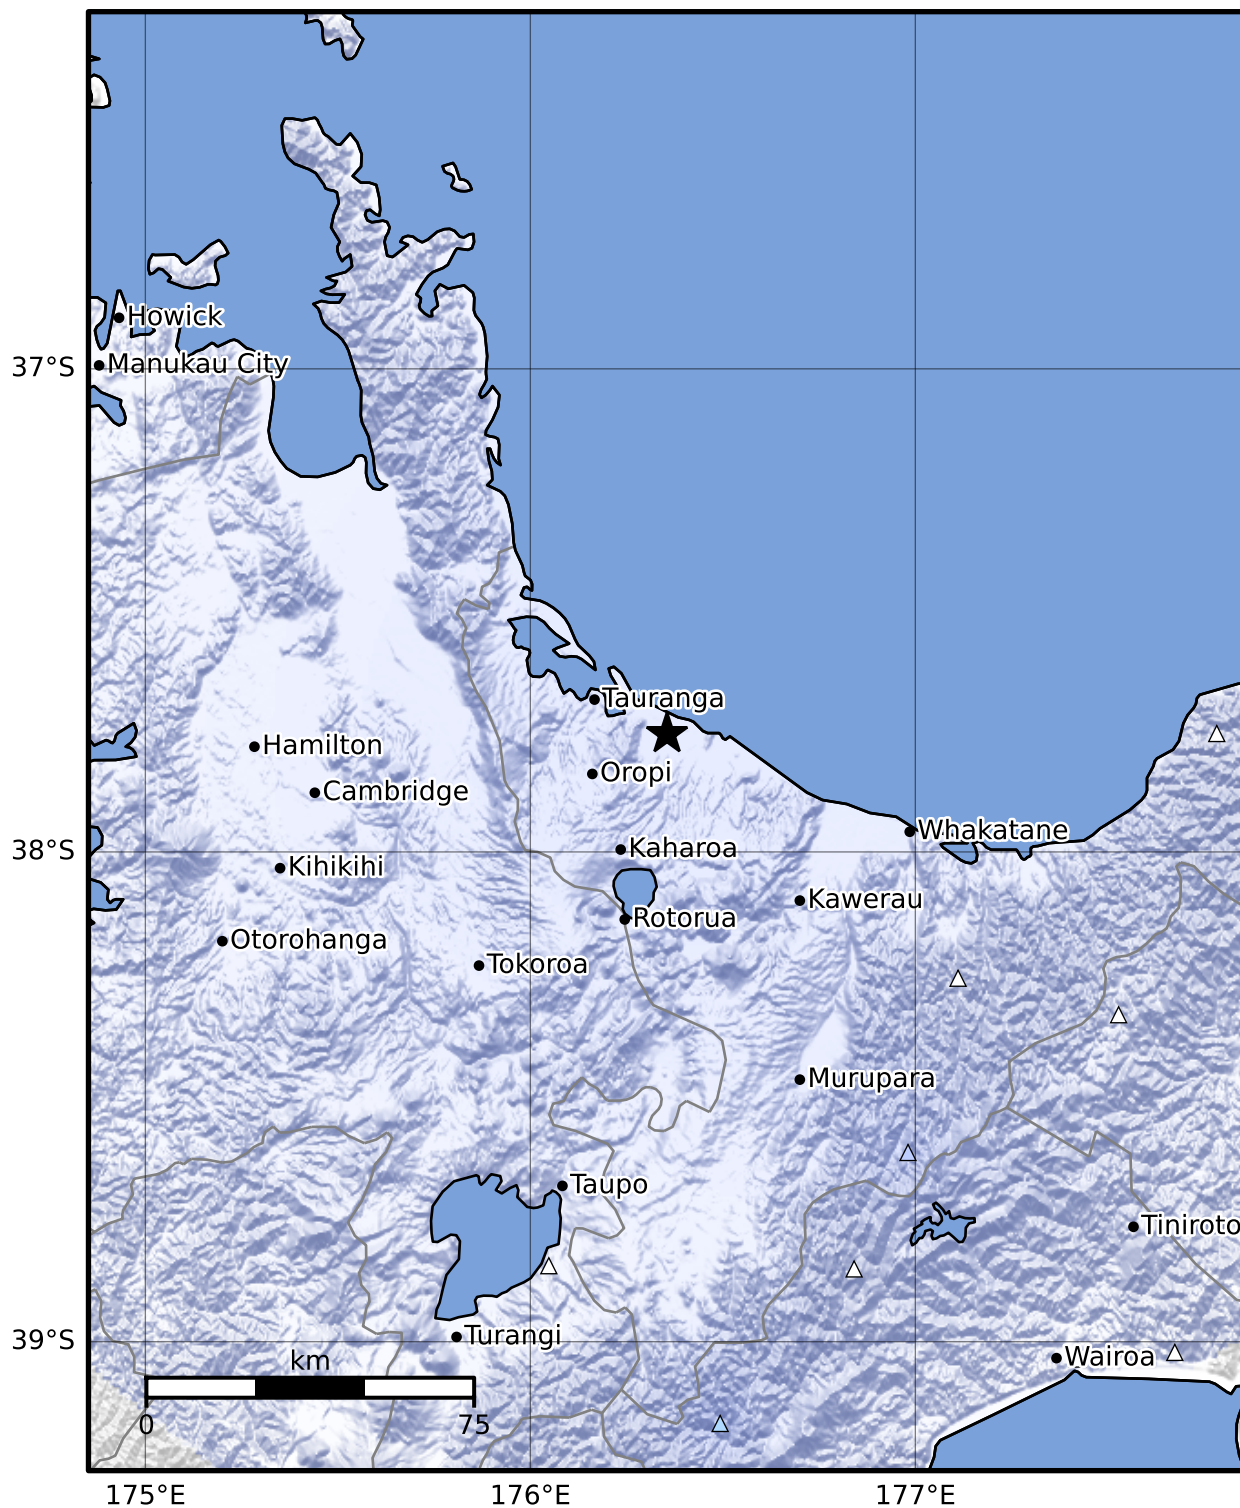 Howick
Manukau City
37°S
Tauranga
Hamilton
Oropi
Cambridge
Whakatane
38°S
Kaharoa
Kihikihi
Kawerau
Rotorua
Otorohanga
Tokoroa
Murupara
Taupo
Tiniroto
39°S
Turangi
Wairoa
km
0
75
175°E
176°E
177°E